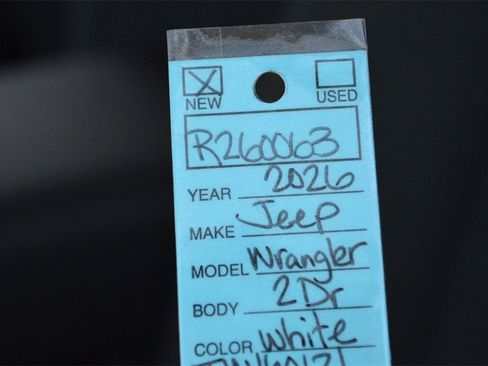 NEW USED
R260063
YEAR 2026
MAKE Jeep
MODEL Wrangler
BODY 2Dr
COLOR White